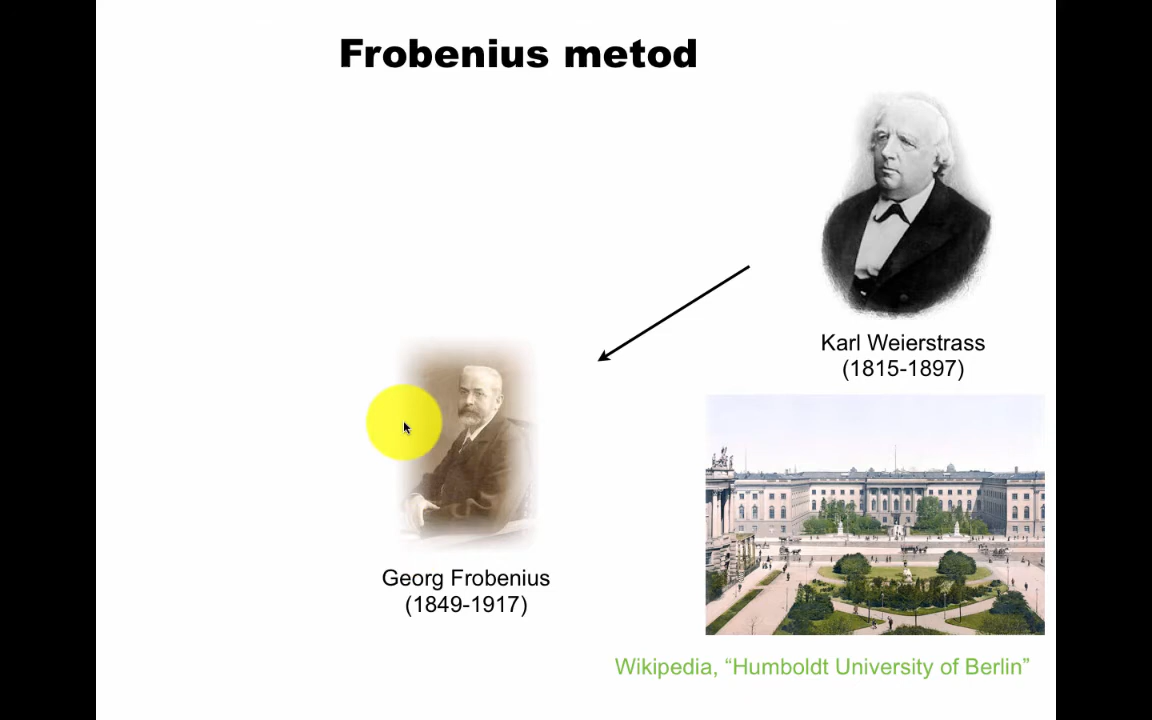 Frobenius metod
Karl Weierstrass
(1815-1897)
Georg Frobenius
(1849-1917)
Wikipedia, “Humboldt University of Berlin”